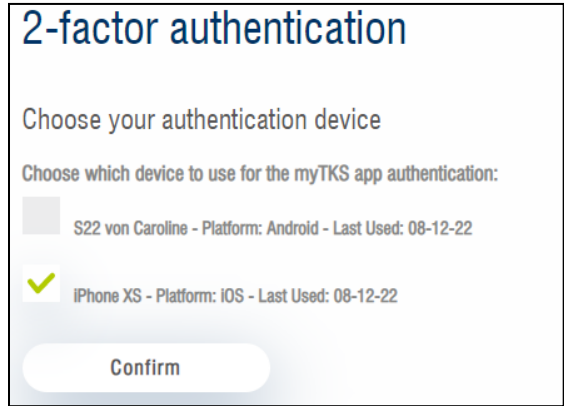 2-factor authentication
Choose your authentication device
Choose which device to use for the myTKS app authentication:
S22 von Caroline - Platform: Android - Last Used: 08-12-22
iPhone XS - Platform: iOS - Last Used: 08-12-22
Confirm